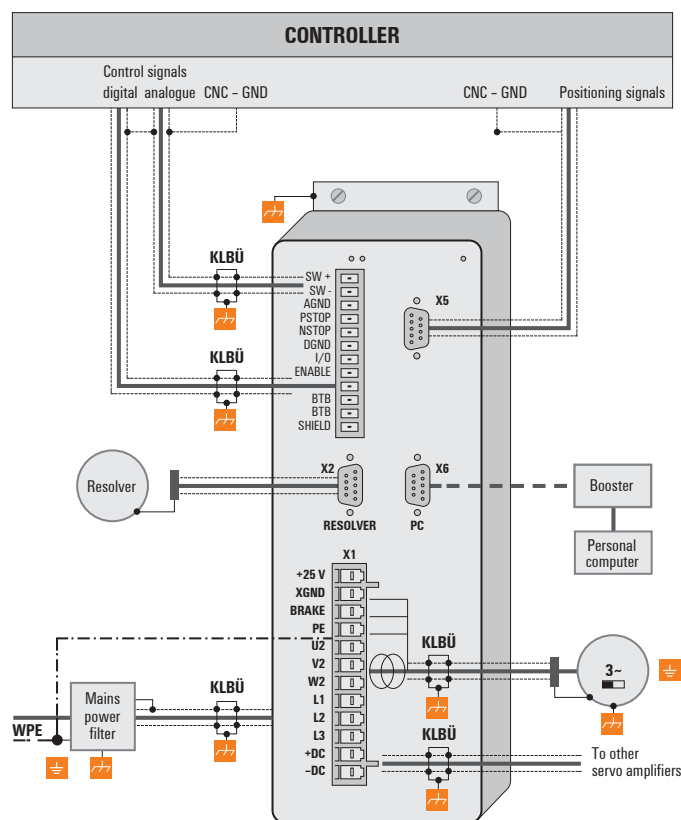 CONTROLLER
Control signals
digital analogue CNC – GND
CNC – GND
Positioning signals
KLBÜ
SW +
SW -
AGND
PSTOP
NSTOP
DGND
I/O
ENABLE
BTB
BTB
SHIELD
X5
KLBÜ
Resolver
X2
RESOLVER
X6
PC
Booster
Personal
computer
X1
+25 V
XGND
BRAKE
PE
U2
V2
W2
L1
L2
L3
+DC
–DC
KLBÜ
3~
WPE
Mains
power
filter
KLBÜ
KLBÜ
To other
servo amplifiers